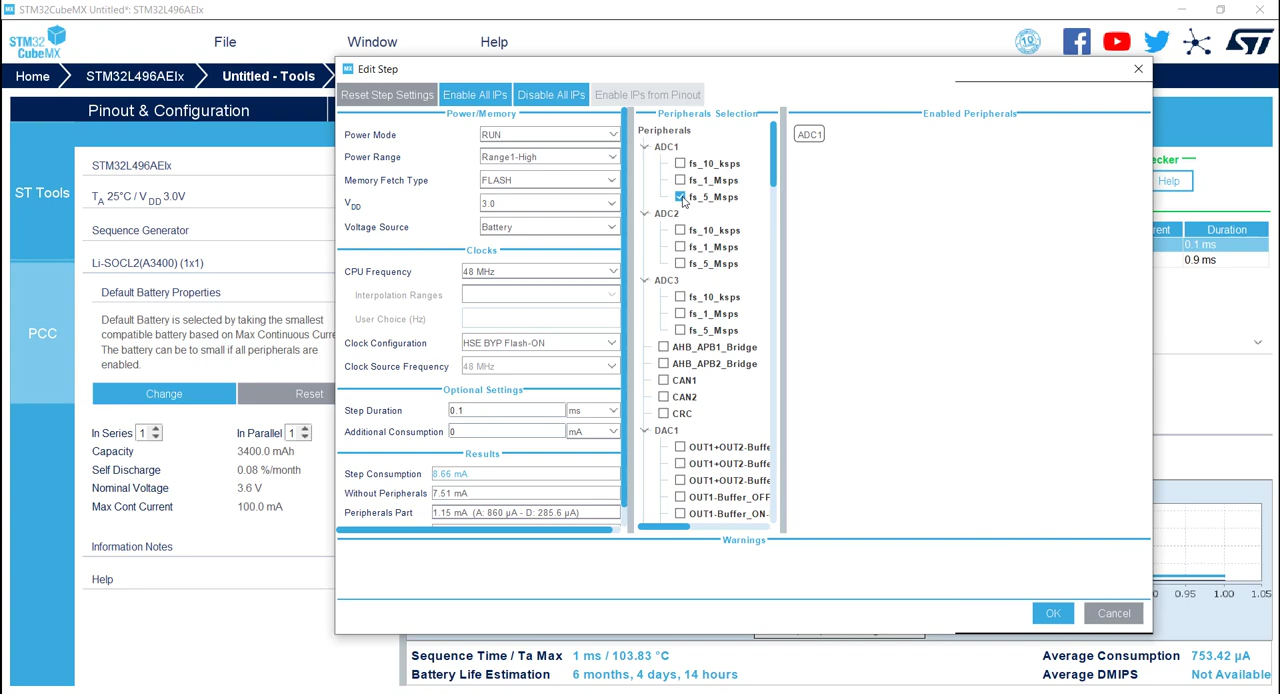 STM32CubeMX Untitled*: STM32L496AEIx
STM32 CubeMX
File
Window
Help
10
Home
STM32L496AEIx
Untitled - Tools
Pinout & Configuration
ST Tools
PCC
STM32L496AEIx
TA 25°C / VDD 3.0V
Sequence Generator
Li-SOCL2(A3400) (1x1)
Default Battery Properties
Default Battery is selected by taking the smallest
compatible battery based on Max Continuous Curre
The battery can be to small if all peripherals are
enabled.
Change
Reset
In Series 1
In Parallel 1
Capacity 3400.0 mAh
Self Discharge 0.08 %/month
Nominal Voltage 3.6 V
Max Cont Current 100.0 mA
Information Notes
Help
Edit Step
Reset Step Settings
Enable All IPs
Disable All IPs
Enable IPs from Pinout
Power/Memory
Power Mode RUN
Power Range Range1-High
Memory Fetch Type FLASH
VDD 3.0
Voltage Source Battery
Clocks
CPU Frequency 48 MHz
Interpolation Ranges
User Choice (Hz)
Clock Configuration HSE BYP Flash-ON
Clock Source Frequency 48 MHz
Optional Settings
Step Duration 0.1 ms
Additional Consumption 0 mA
Results
Step Consumption 8.66 mA
Without Peripherals 7.51 mA
Peripherals Part 1.15 mA (A: 860 µA - D: 285.6 µA)
Peripherals Selection
Peripherals
ADC1
fs_10_ksps
fs_1_Msps
fs_5_Msps
ADC2
fs_10_ksps
fs_1_Msps
fs_5_Msps
ADC3
fs_10_ksps
fs_1_Msps
fs_5_Msps
AHB_APB1_Bridge
AHB_APB2_Bridge
CAN1
CAN2
CRC
DAC1
OUT1+OUT2-Buffe
OUT1+OUT2-Buffe
OUT1+OUT2-Buffe
OUT1-Buffer_OFF
OUT1-Buffer_ON-
Enabled Peripherals
ADC1
Warnings
OK
Cancel
ecker
Help
rent
Duration
0.1 ms
0.9 ms
0 0.95 1.00 1.05
Sequence Time / Ta Max 1 ms / 103.83 °C
Average Consumption 753.42 µA
Battery Life Estimation 6 months, 4 days, 14 hours
Average DMIPS Not Available